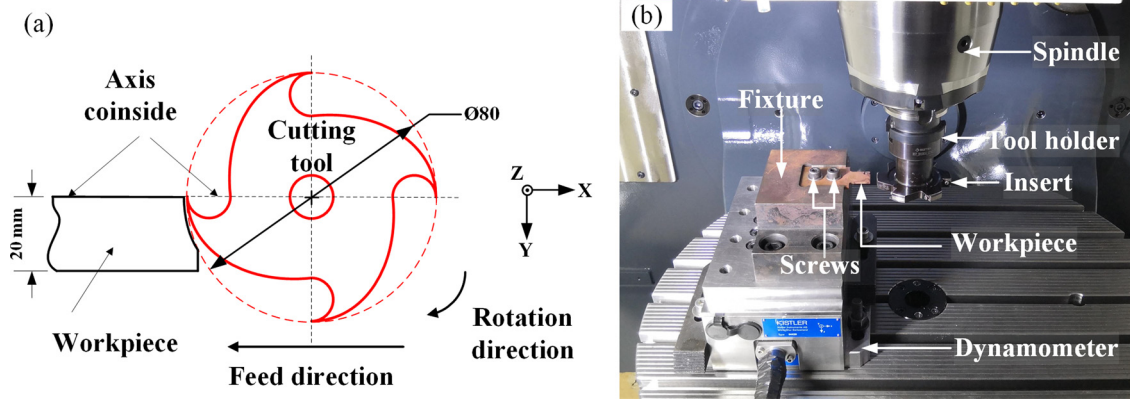 (a)
Axis
coinside
Ø80
Cutting
tool
Z
X
Y
20 mm
Workpiece
Rotation
direction
Feed direction
(b)
Spindle
Fixture
Tool holder
Insert
Workpiece
Screws
KISTLER
Dynamometer